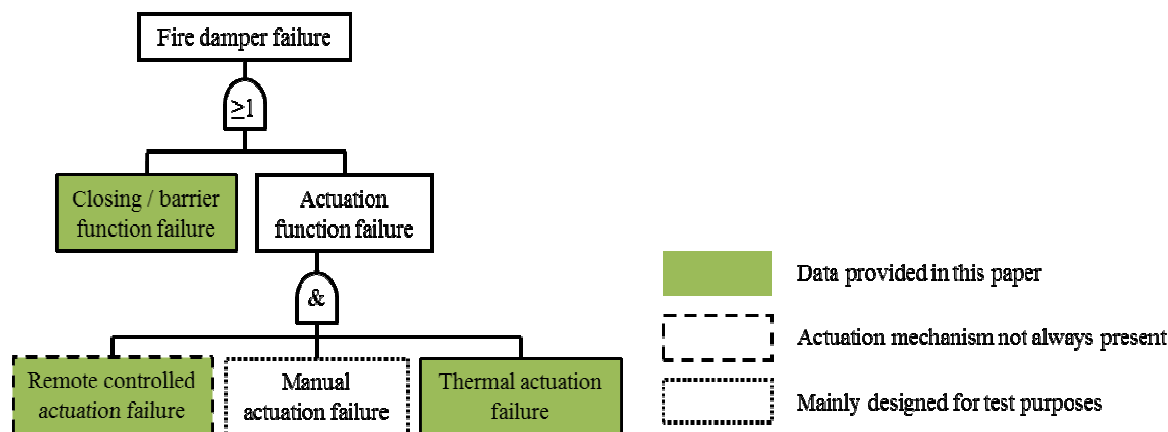 Fire damper failure
≥1
Closing / barrier
function failure
Actuation
function failure
&
Remote controlled
actuation failure
Manual
actuation failure
Thermal actuation
failure
Data provided in this paper
Actuation mechanism not always present
Mainly designed for test purposes